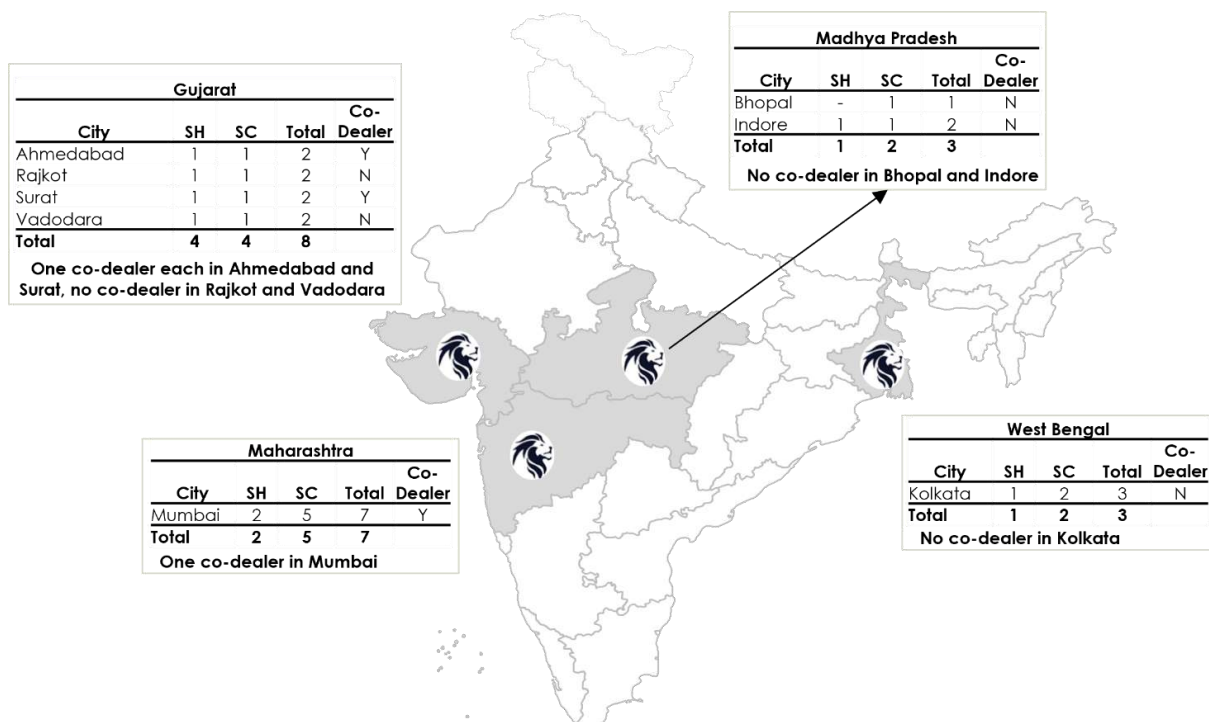 Gujarat
City SH SC Total Co-Dealer
Ahmedabad 1 1 2 Y
Rajkot 1 1 2 N
Surat 1 1 2 Y
Vadodara 1 1 2 N
Total 4 4 8
One co-dealer each in Ahmedabad and
Surat, no co-dealer in Rajkot and Vadodara
Madhya Pradesh
City SH SC Total Co-Dealer
Bhopal - 1 1 N
Indore 1 1 2 N
Total 1 2 3
No co-dealer in Bhopal and Indore
Maharashtra
City SH SC Total Co-Dealer
Mumbai 2 5 7 Y
Total 2 5 7
One co-dealer in Mumbai
West Bengal
City SH SC Total Co-Dealer
Kolkata 1 2 3 N
Total 1 2 3
No co-dealer in Kolkata